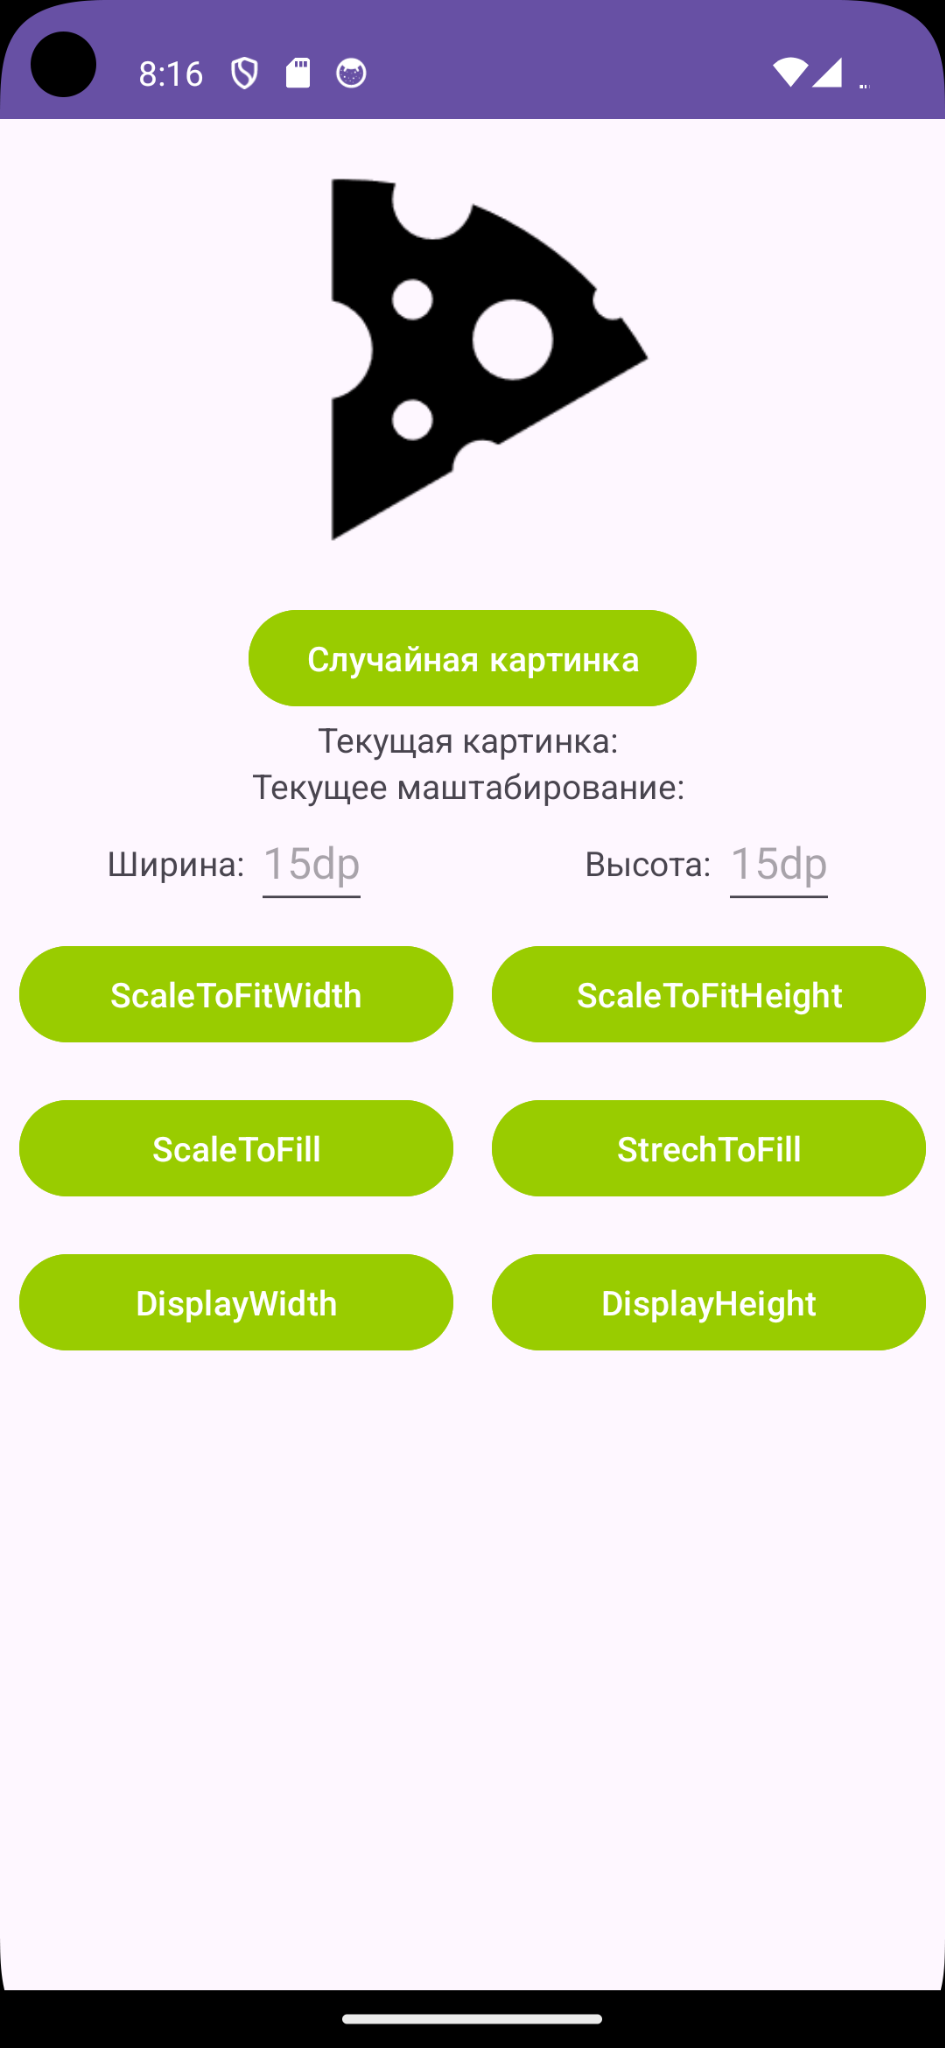 8:16
Случайная картинка
Текущая картинка:
Текущее маштабирование:
Ширина: 15dp Высота: 15dp
ScaleToFitWidth ScaleToFitHeight
ScaleToFill StrechToFill
DisplayWidth DisplayHeight